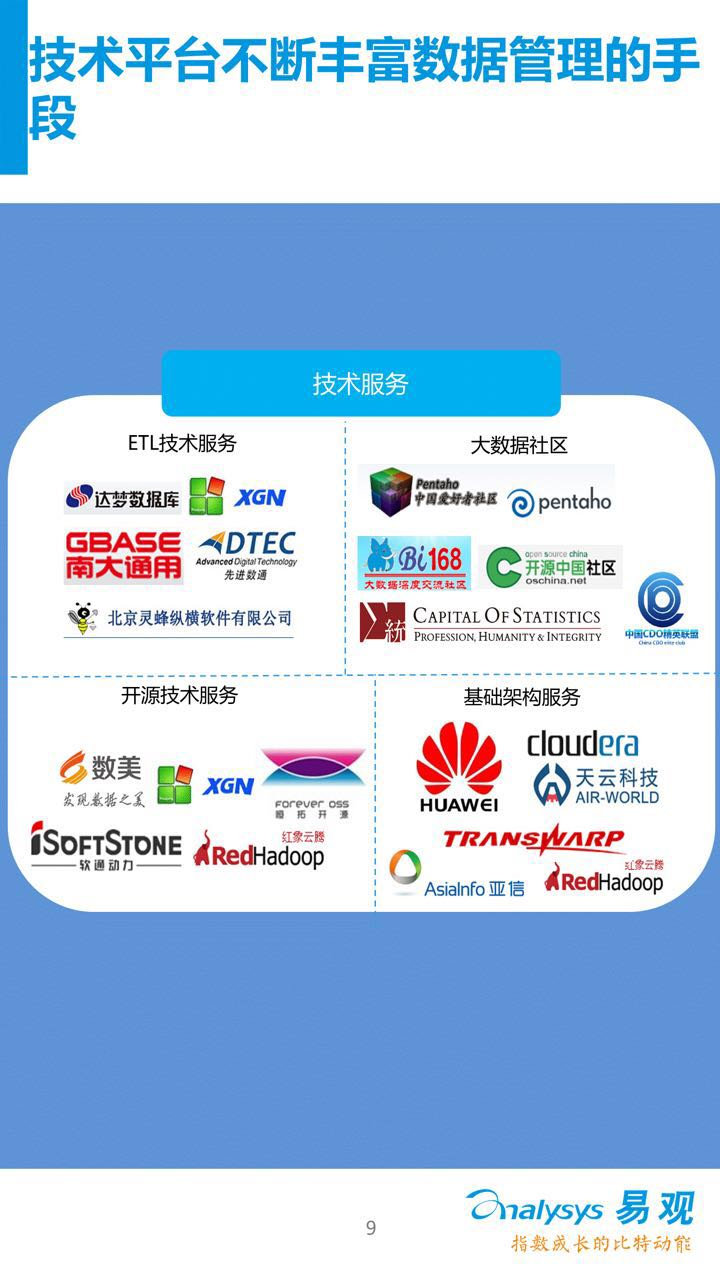 技术平台不断丰富数据管理的手
段
技术服务
ETL技术服务
达梦数据库
XGN
GBASE
南大通用
ADTEC
Advanced Digital Technology
先进数通
北京灵蜂纵横软件有限公司
大数据社区
Pentaho
中国爱好者社区
pentaho
Bi168
大数据深度交流社区
open source china
开源中国社区
oschina.net
統
CAPITAL OF STATISTICS
PROFESSION, HUMANITY & INTEGRITY
中国CDO精英联盟
China CDO elite club
开源技术服务
数美
发现数据之美
XGN
FOREVER OSS
恒拓开源
iSOFTSTONE
软通动力
红象云腾
RedHadoop
基础架构服务
HUAWEI
cloudera
天云科技
AIR-WORLD
TRANSWARP
AsiaInfo 亚信
红象云腾
RedHadoop
9
analysys 易观
指数成长的比特动能